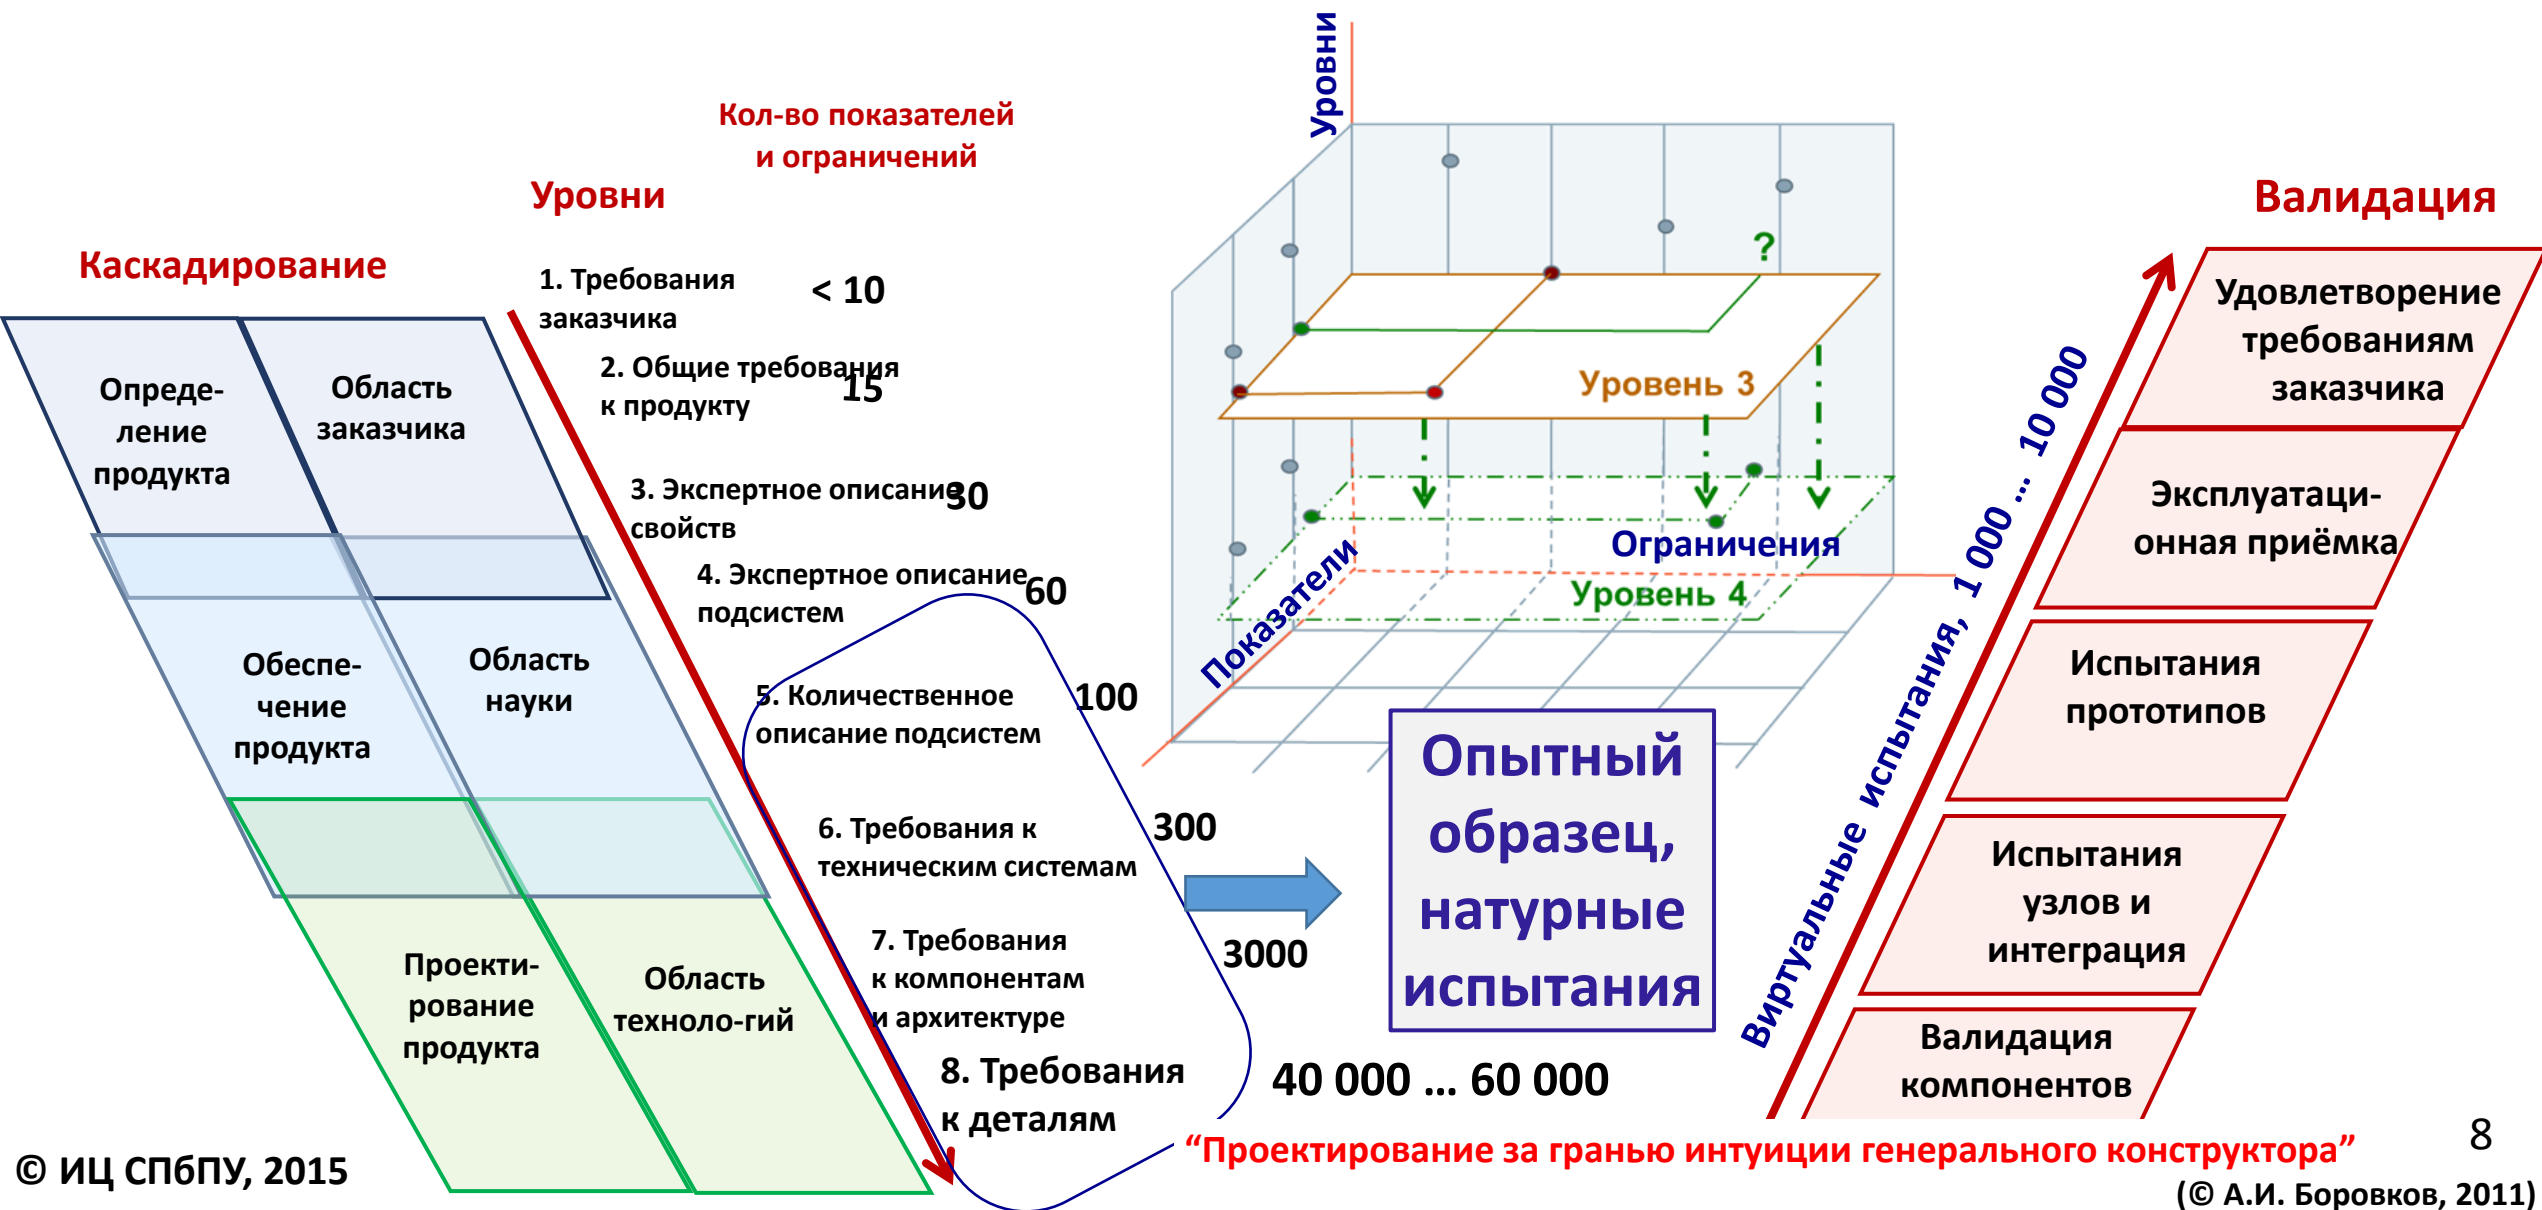 Каскадирование
Опреде-
ление
продукта
Область
заказчика
Обеспе-
чение
продукта
Область
науки
Проекти-
рование
продукта
Область
техноло-гий
© ИЦ СПбПУ, 2015
Уровни
Кол-во показателей
и ограничений
1. Требования
заказчика
< 10
2. Общие требования
к продукту
15
3. Экспертное описание
свойств
30
4. Экспертное описание
подсистем
60
5. Количественное
описание подсистем
100
6. Требования к
техническим системам
300
7. Требования
к компонентам
и архитектуре
3000
8. Требования
к деталям
40 000 ... 60 000
Уровни
?
Уровень 3
Ограничения
Уровень 4
Показатели
Опытный
образец,
натурные
испытания
Виртуальные испытания, 1 000 ... 10 000
Валидация
Удовлетворение
требованиям
заказчика
Эксплуатаци-
онная приёмка
Испытания
прототипов
Испытания
узлов и
интеграция
Валидация
компонентов
“Проектирование за гранью интуиции генерального конструктора”
8
(© А.И. Боровков, 2011)